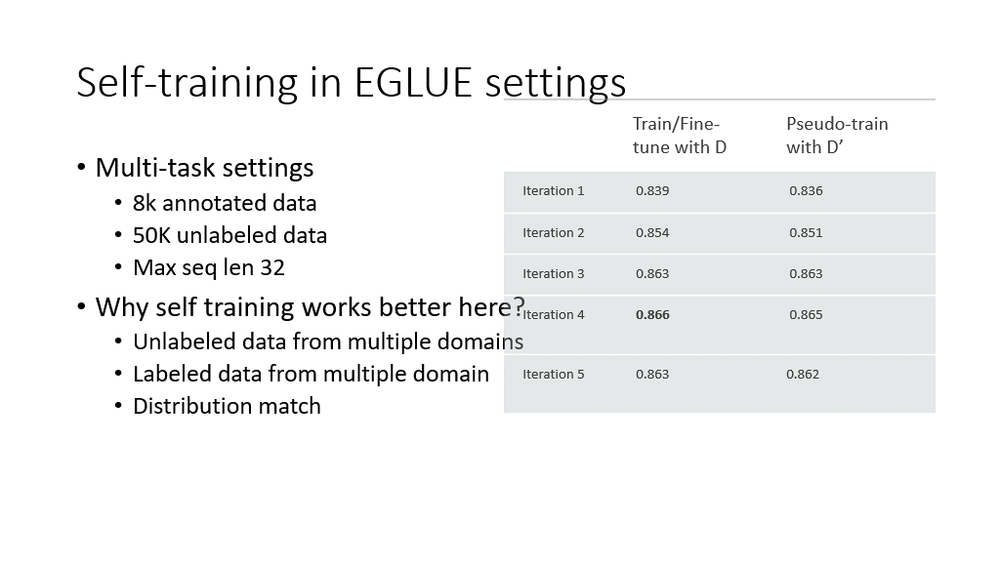 Self-training in EGLUE settings
• Multi-task settings
• 8k annotated data
• 50K unlabeled data
• Max seq len 32
• Why self training works better here?
• Unlabeled data from multiple domains
• Labeled data from multiple domain
• Distribution match
Train/Fine-
tune with D
Pseudo-train
with D’
Iteration 1 0.839 0.836
Iteration 2 0.854 0.851
Iteration 3 0.863 0.863
Iteration 4 0.866 0.865
Iteration 5 0.863 0.862